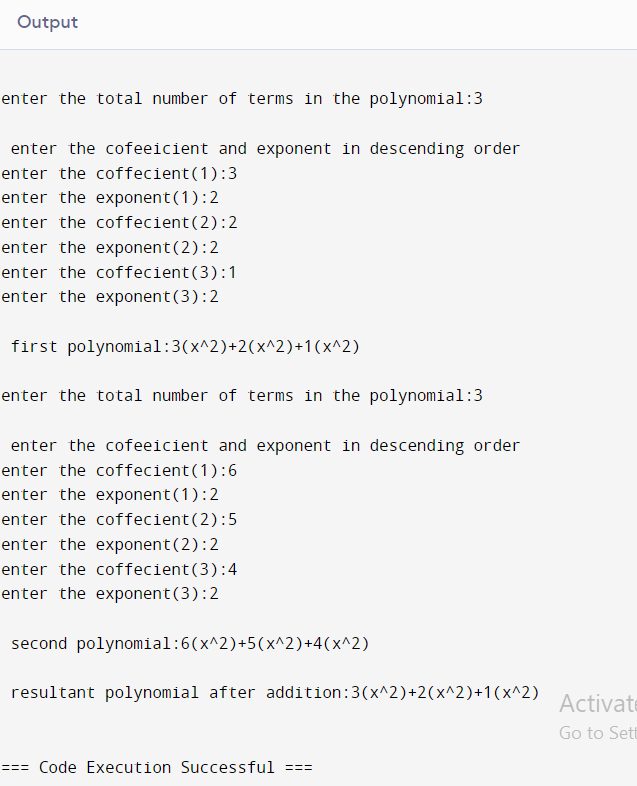 Output
enter the total number of terms in the polynomial:3
enter the cofeeicient and exponent in descending order
enter the coffecient(1):3
enter the exponent(1):2
enter the coffecient(2):2
enter the exponent(2):2
enter the coffecient(3):1
enter the exponent(3):2
first polynomial:3(x^2)+2(x^2)+1(x^2)
enter the total number of terms in the polynomial:3
enter the cofeeicient and exponent in descending order
enter the coffecient(1):6
enter the exponent(1):2
enter the coffecient(2):5
enter the exponent(2):2
enter the coffecient(3):4
enter the exponent(3):2
second polynomial:6(x^2)+5(x^2)+4(x^2)
resultant polynomial after addition:3(x^2)+2(x^2)+1(x^2)
Activate
Go to Sett
=== Code Execution Successful ===